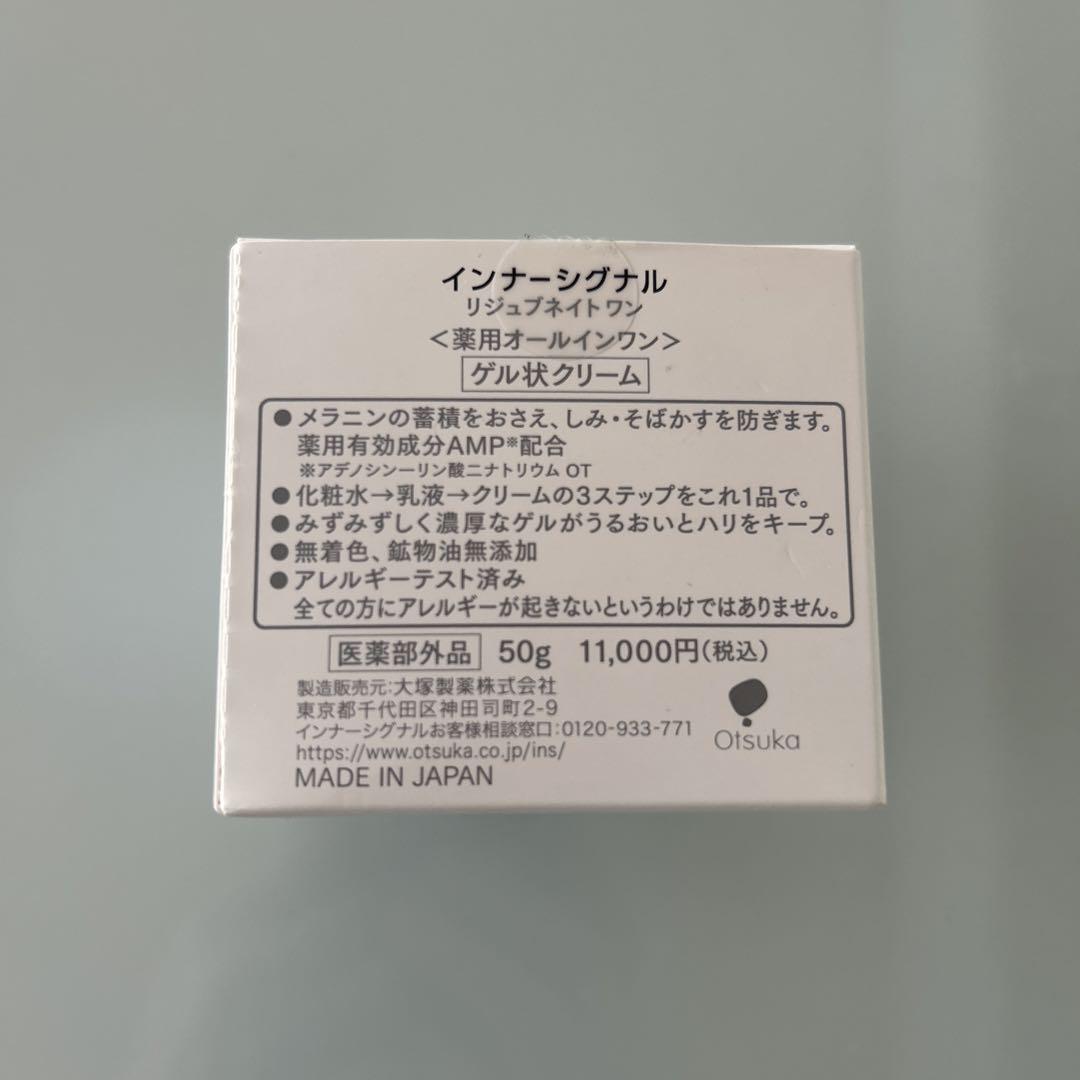 インナーシグナル
リジュブネイト ワン
＜薬用オールインワン＞
ゲル状クリーム
●メラニンの蓄積をおさえ、しみ・そばかすを防ぎます。
薬用有効成分AMP※配合
※アデノシン一リン酸二ナトリウム OT
●化粧水→乳液→クリームの3ステップをこれ1品で。
●みずみずしく濃厚なゲルがうるおいとハリをキープ。
●無着色、鉱物油無添加
●アレルギーテスト済み
全ての方にアレルギーが起きないというわけではありません。
医薬部外品 50g 11,000円(税込)
製造販売元:大塚製薬株式会社
東京都千代田区神田司町2-9
インナーシグナルお客様相談窓口:0120-933-771
https://www.otsuka.co.jp/ins/
MADE IN JAPAN
Otsuka